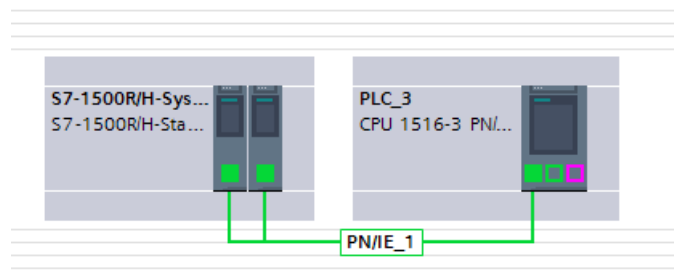 S7-1500R/H-Sys...
S7-1500R/H-Sta...
PLC_3
CPU 1516-3 PN/...
PN/IE_1